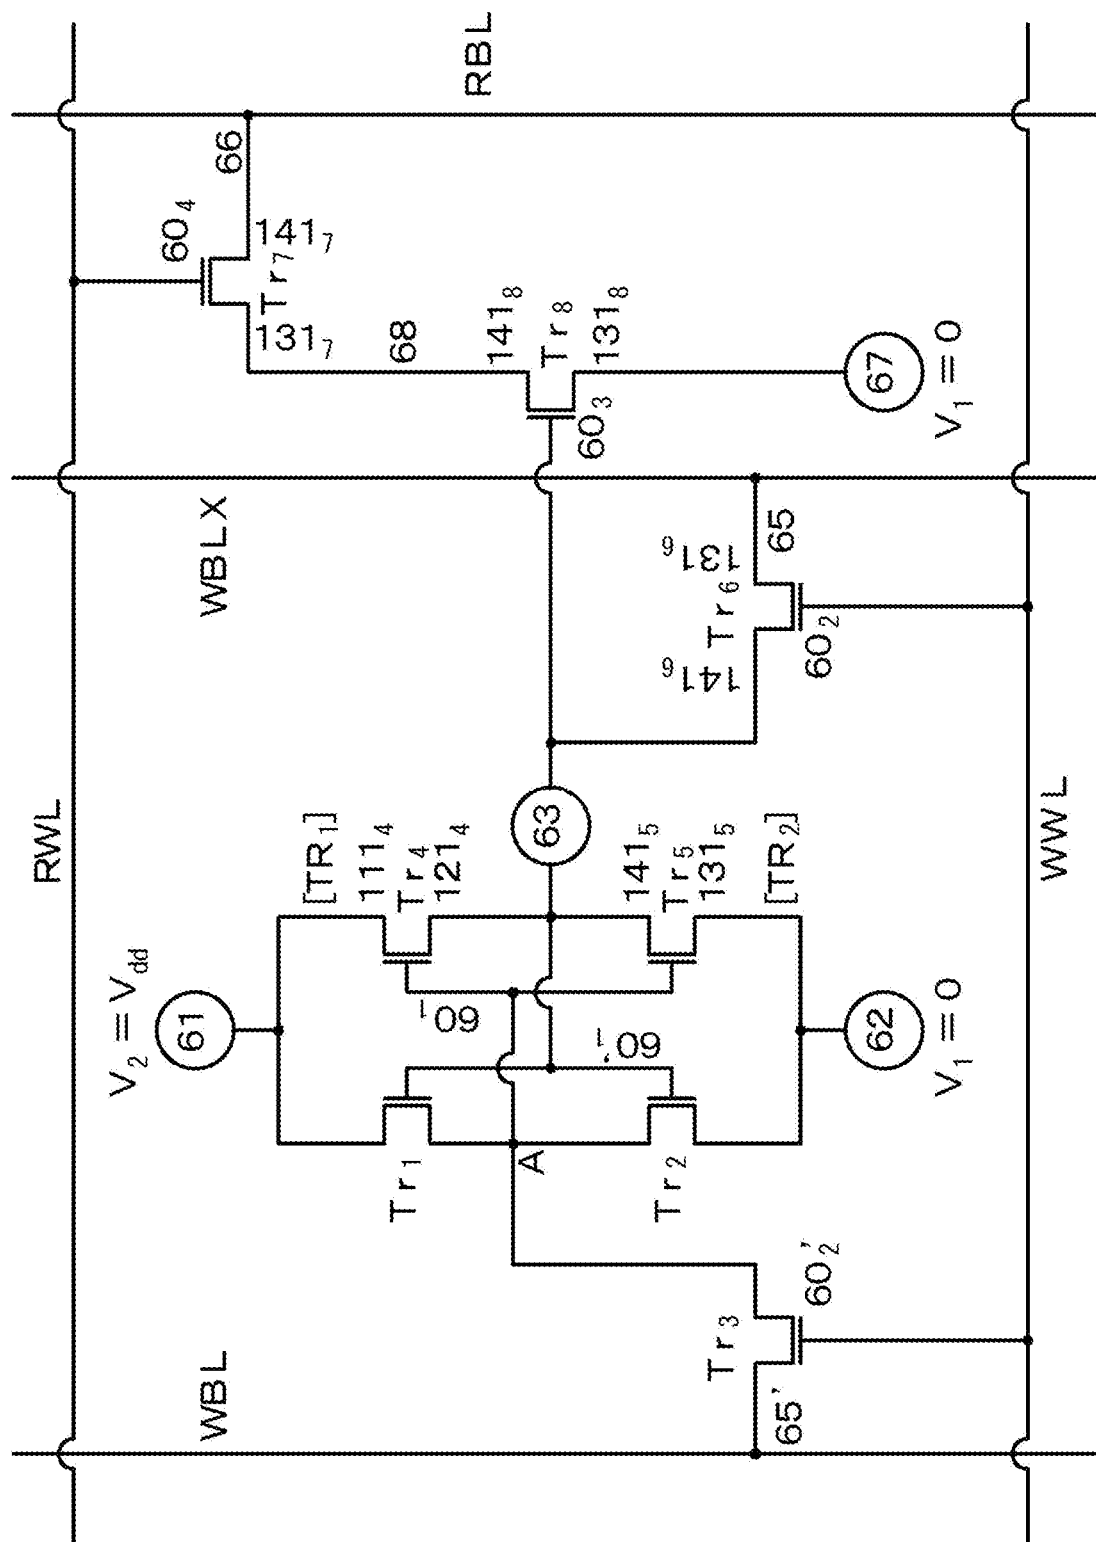 RWL
V₂ = V_dd
61
60₄
WBL
WBLX
66
RBL
131₇
Tr₇
141₇
[TR₁]
68
Tr₁
111₄
Tr₄
121₄
60₁
141₈
Tr₈
131₈
A
63
60₃
60₁'
Tr₂
141₅
Tr₅
131₅
141₆
Tr₆
131₆
Tr₃
[TR₂]
65'
60₂'
60₂
65
62
V₁ = 0
67
V₁ = 0
WWL